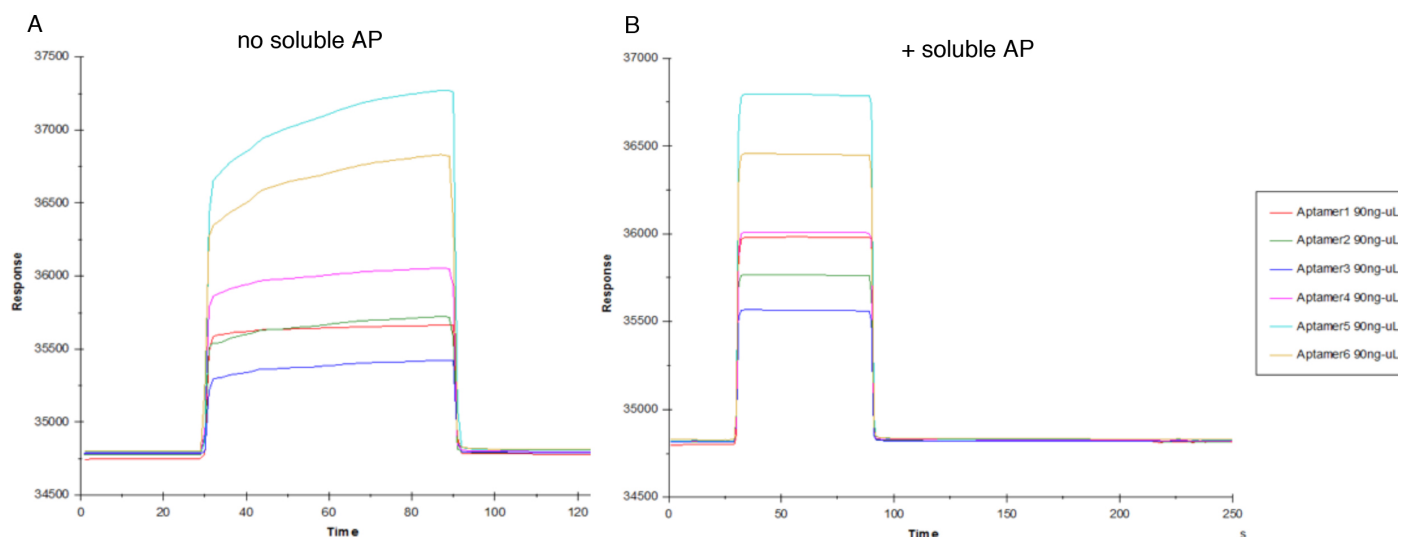 A
no soluble AP
37500
37000
36500
36000
35500
35000
34500
Response
0 20 40 60 80 100 120
Time
B
+ soluble AP
37000
36500
36000
35500
35000
34500
Response
0 50 100 150 200 250
Time s
Aptamer1 90ng-uL
Aptamer2 90ng-uL
Aptamer3 90ng-uL
Aptamer4 90ng-uL
Aptamer5 90ng-uL
Aptamer6 90ng-uL